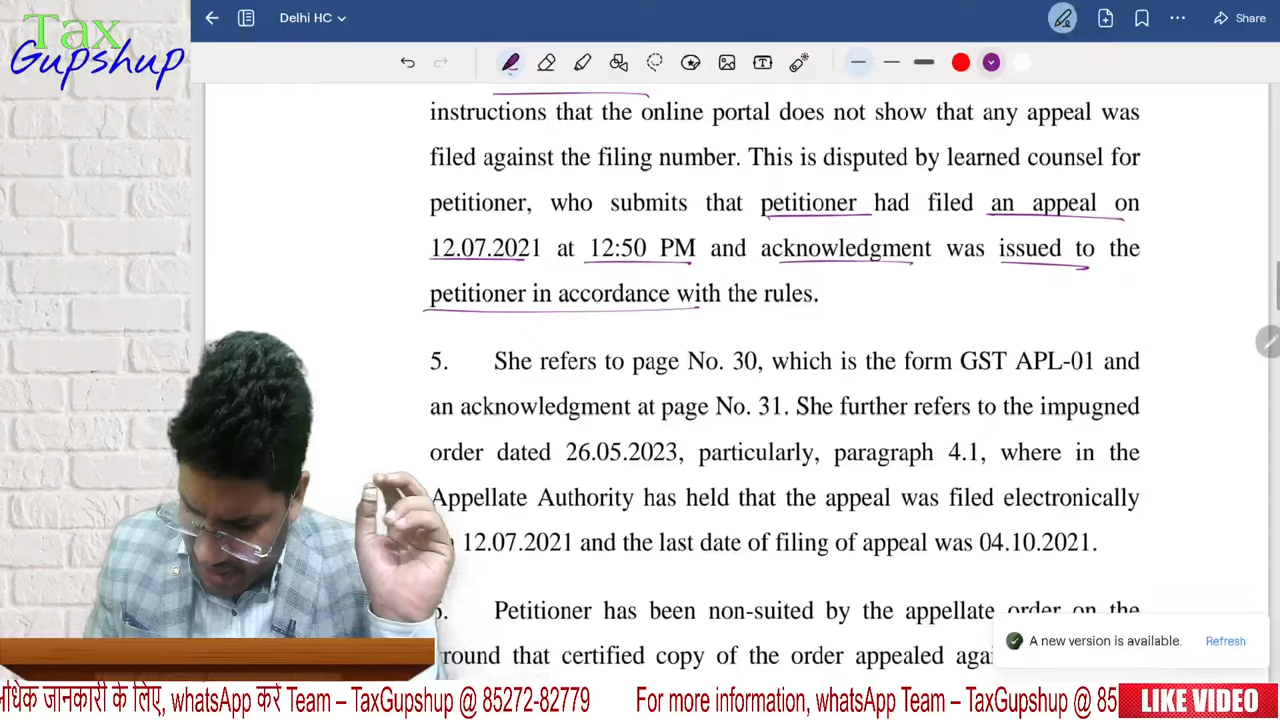 Tax
Gupshup
Delhi HC
Share
instructions that the online portal does not show that any appeal was
filed against the filing number. This is disputed by learned counsel for
petitioner, who submits that petitioner had filed an appeal on
12.07.2021 at 12:50 PM and acknowledgment was issued to the
petitioner in accordance with the rules.
5. She refers to page No. 30, which is the form GST APL-01 and
an acknowledgment at page No. 31. She further refers to the impugned
order dated 26.05.2023, particularly, paragraph 4.1, where in the
Appellate Authority has held that the appeal was filed electronically
12.07.2021 and the last date of filing of appeal was 04.10.2021.
Petitioner has been non-suited by the appellate order on the
ground that certified copy of the order appealed
A new version is available. Refresh
जानकारी के लिए, whatsApp करें Team – TaxGupshup @ 85272-82779 For more information, whatsApp Team – TaxGupshup @ 85
LIKE VIDEO